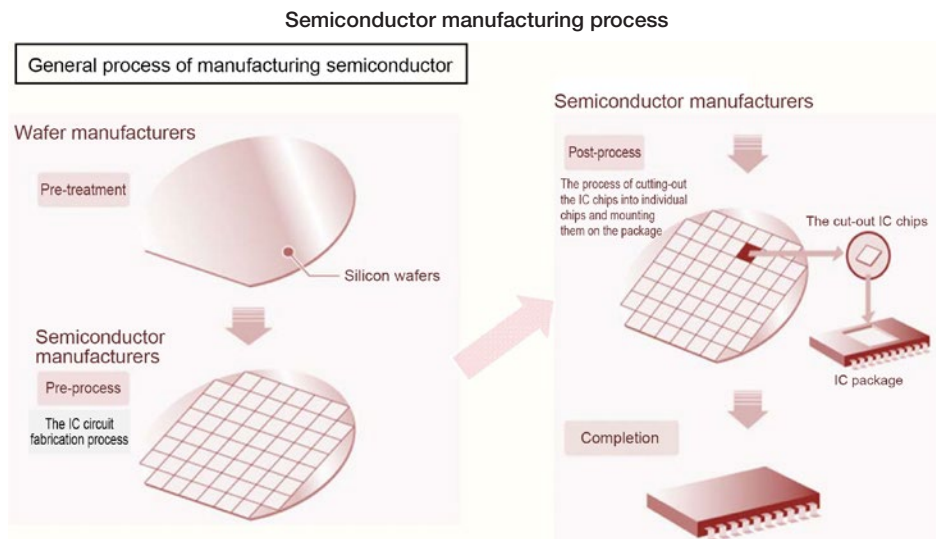 Semiconductor manufacturing process
General process of manufacturing semiconductor
Wafer manufacturers
Pre-treatment
Silicon wafers
Semiconductor
manufacturers
Pre-process
The IC circuit
fabrication process
Semiconductor manufacturers
Post-process
The process of cutting-out
the IC chips into individual
chips and mounting
them on the package
The cut-out IC chips
IC package
Completion